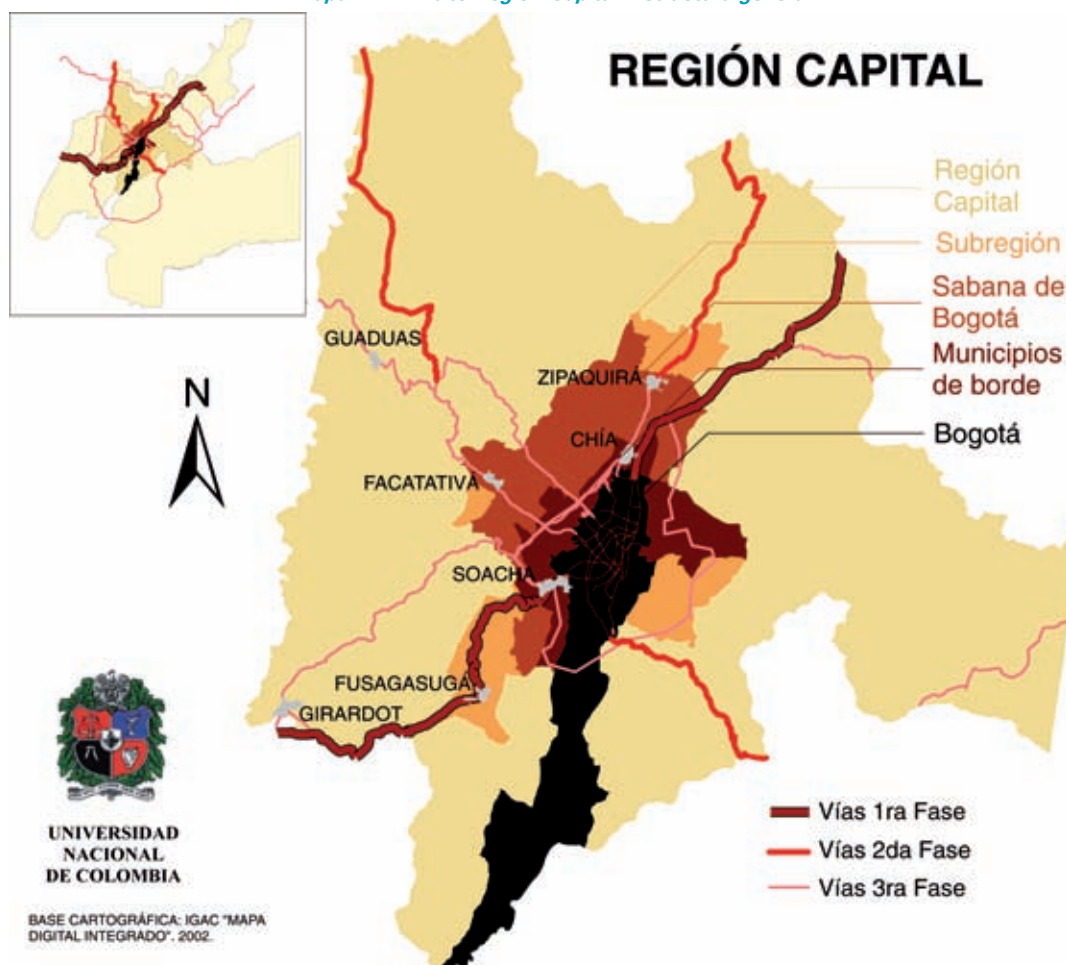 REGIÓN CAPITAL
Región
Capital
Subregión
Sabana de
Bogotá
Municipios
de borde
Bogotá
GUADUAS
ZIPAQUIRÁ
N
CHÍA
FACATATIVÁ
SOACHA
FUSAGASUGÁ
GIRARDOT
UNIVERSIDAD
NACIONAL
DE COLOMBIA
Vías 1ra Fase
Vías 2da Fase
Vías 3ra Fase
BASE CARTOGRÁFICA: IGAC "MAPA
DIGITAL INTEGRADO". 2002.